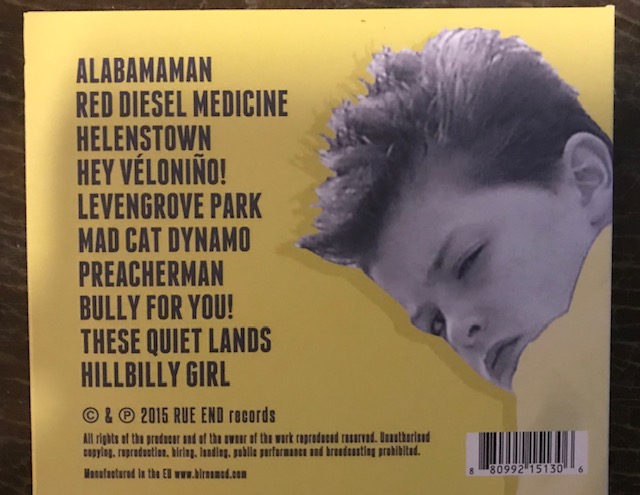 ALABAMAMAN
RED DIESEL MEDICINE
HELENSTOWN
HEY VÉLONIÑO!
LEVENGROVE PARK
MAD CAT DYNAMO
PREACHERMAN
BULLY FOR YOU!
THESE QUIET LANDS
HILLBILLY GIRL
© & ℗ 2015 RUE END records
All rights of the producer and of the owner of the work reproduced reserved. Unauthorised
copying, reproduction, hiring, lending, public performance and broadcasting prohibited.
Manufactured in the EU www.birnamcd.com
8 80992 15130 6